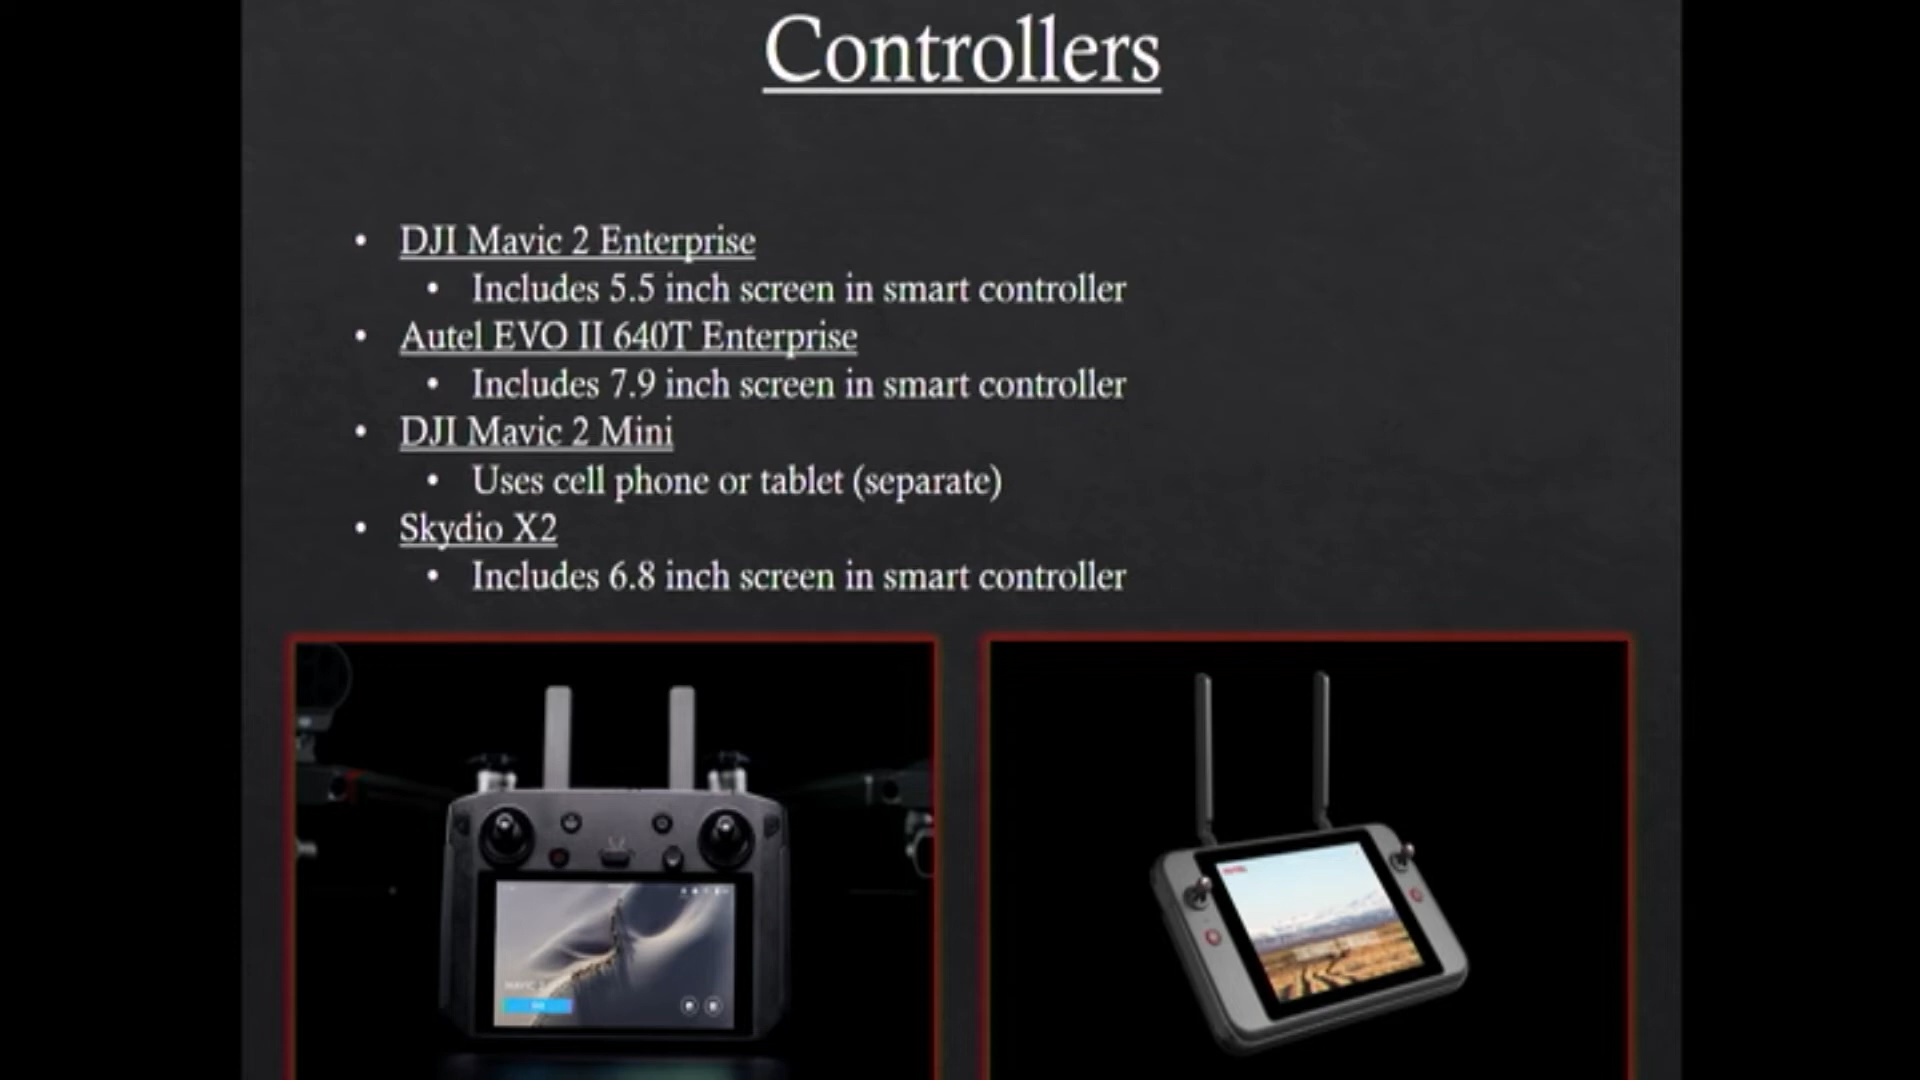 Controllers
• DJI Mavic 2 Enterprise
• Includes 5.5 inch screen in smart controller
• Autel EVO II 640T Enterprise
• Includes 7.9 inch screen in smart controller
• DJI Mavic 2 Mini
• Uses cell phone or tablet (separate)
• Skydio X2
• Includes 6.8 inch screen in smart controller
MAVIC 2